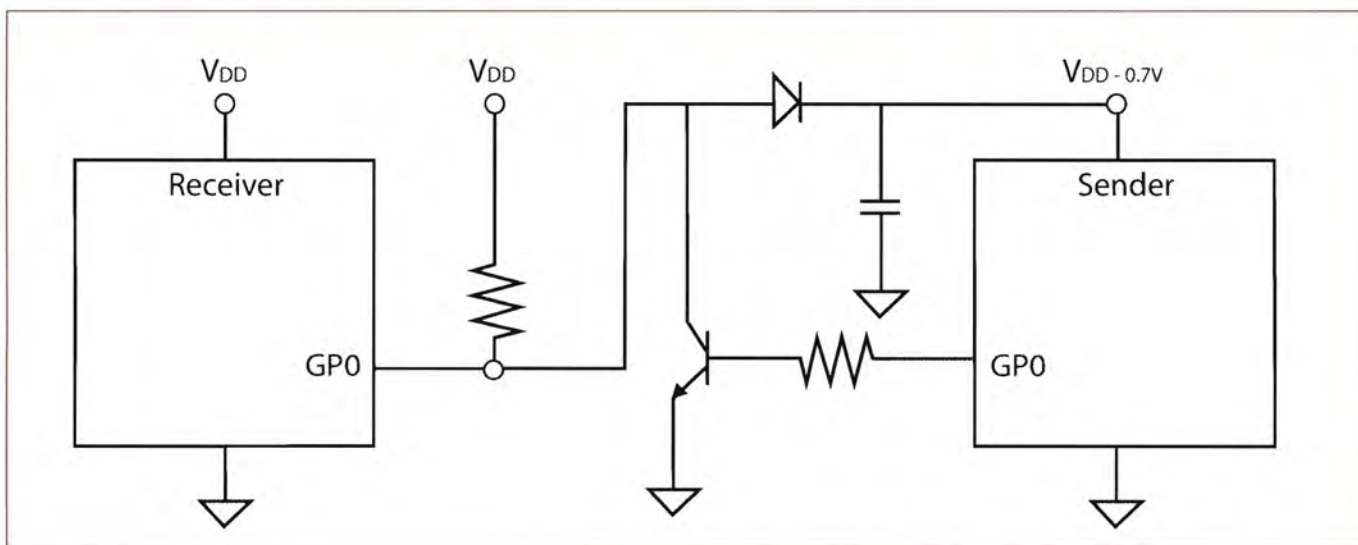 VDD
VDD
VDD - 0.7V
Receiver
Sender
GP0
GP0